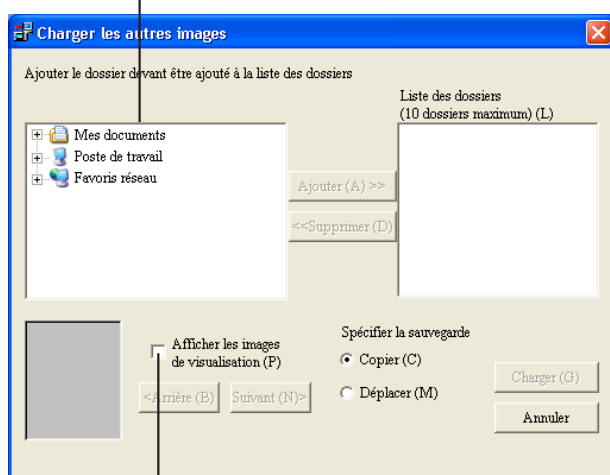 Charger les autres images
Ajouter le dossier devant être ajouté à la liste des dossiers
Liste des dossiers
(10 dossiers maximum) (L)
Mes documents
Poste de travail
Favoris réseau
Ajouter (A) >>
<<Supprimer (D)
Afficher les images
de visualisation (P)
<Arrière (B)
Suivant (N)>
Spécifier la sauvegarde
Copier (C)
Déplacer (M)
Charger (G)
Annuler